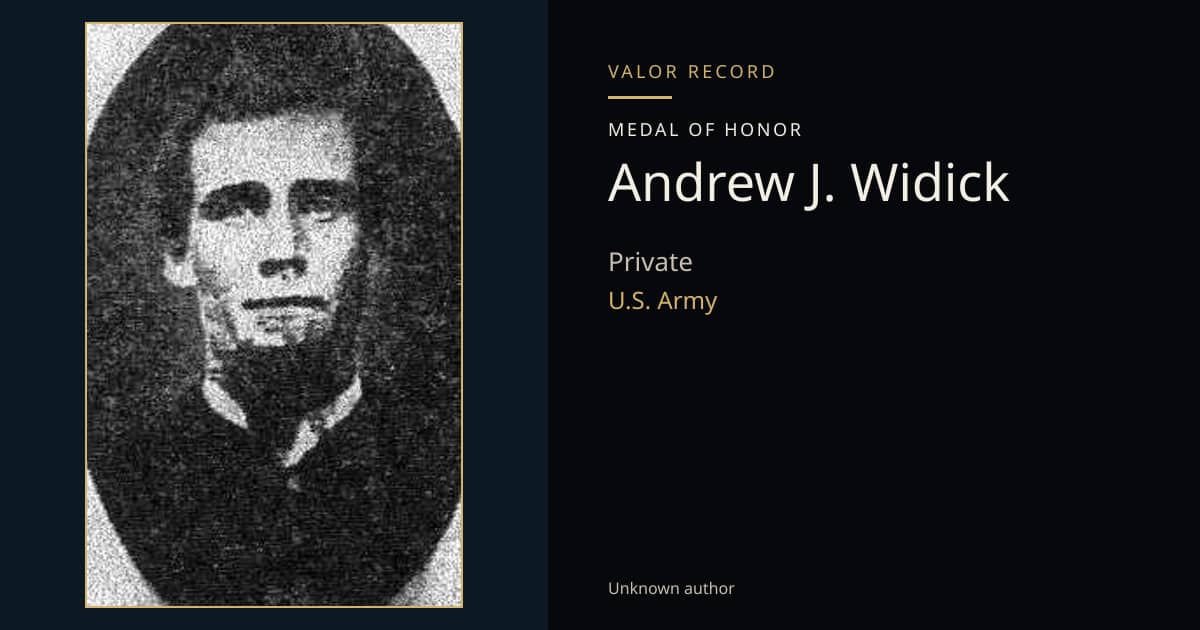 VALOR RECORD
MEDAL OF HONOR
Andrew J. Widick
Private
U.S. Army
Unknown author